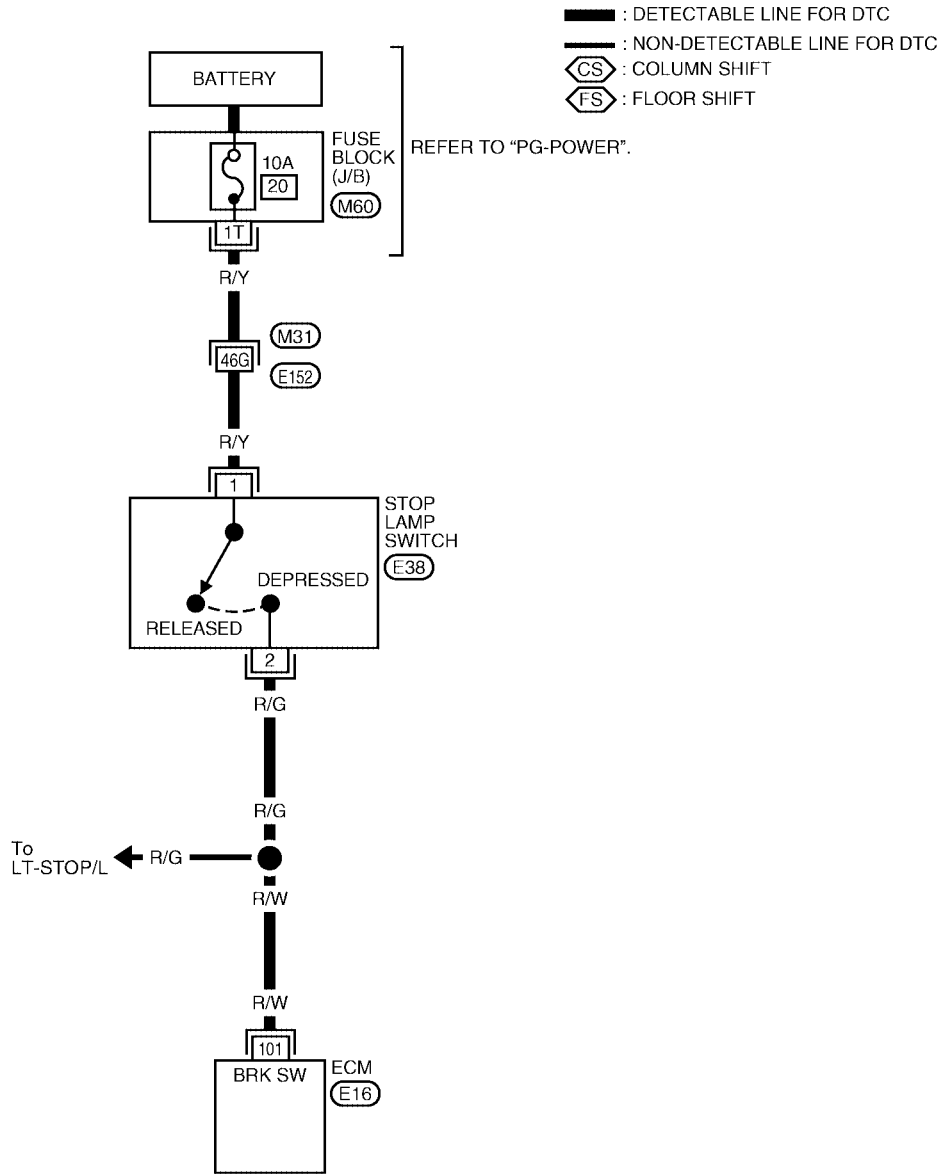 : DETECTABLE LINE FOR DTC
: NON-DETECTABLE LINE FOR DTC
CS : COLUMN SHIFT
FS : FLOOR SHIFT
BATTERY
FUSE
BLOCK
(J/B)
M60
REFER TO “PG-POWER”.
10A
20
1T
R/Y
M31
46G
E152
R/Y
1
STOP
LAMP
SWITCH
E38
DEPRESSED
RELEASED
2
R/G
R/G
To
LT-STOP/L
R/G
R/W
R/W
101
BRK SW
ECM
E16